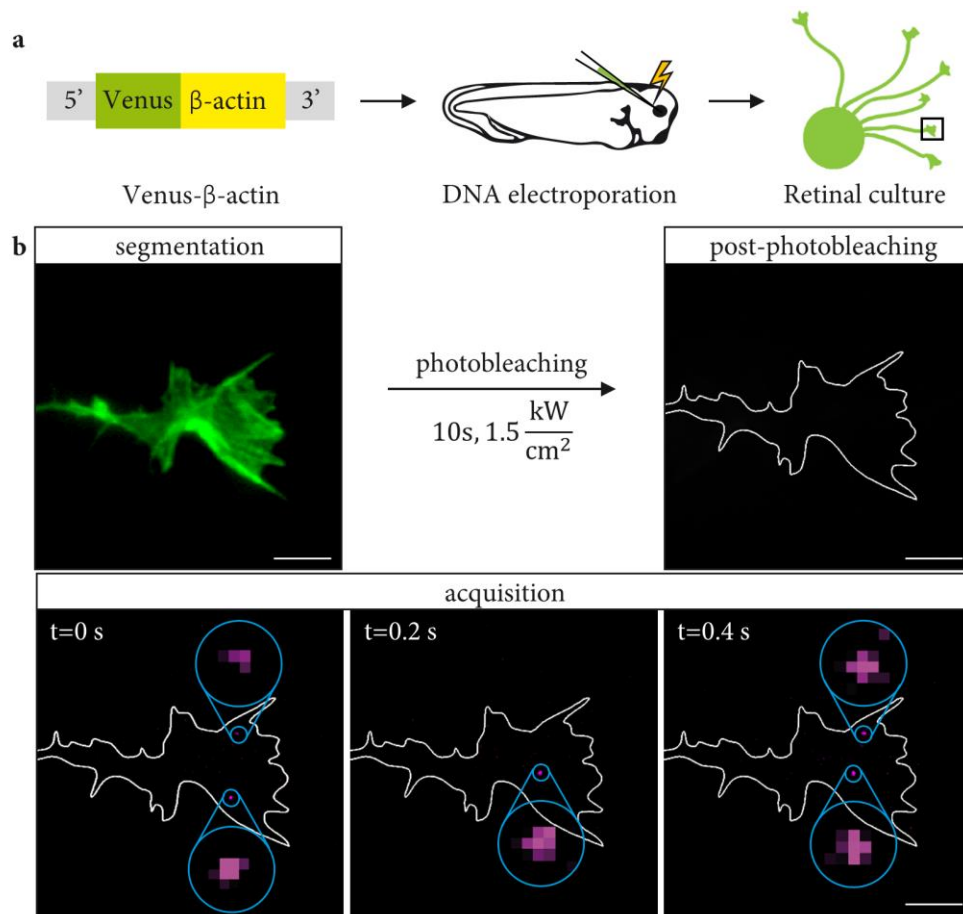 a
5’ Venus β-actin 3’
Venus-β-actin
DNA electroporation
Retinal culture
b
segmentation
photobleaching
10s, 1.5 kW/cm²
post-photobleaching
acquisition
t=0 s
t=0.2 s
t=0.4 s